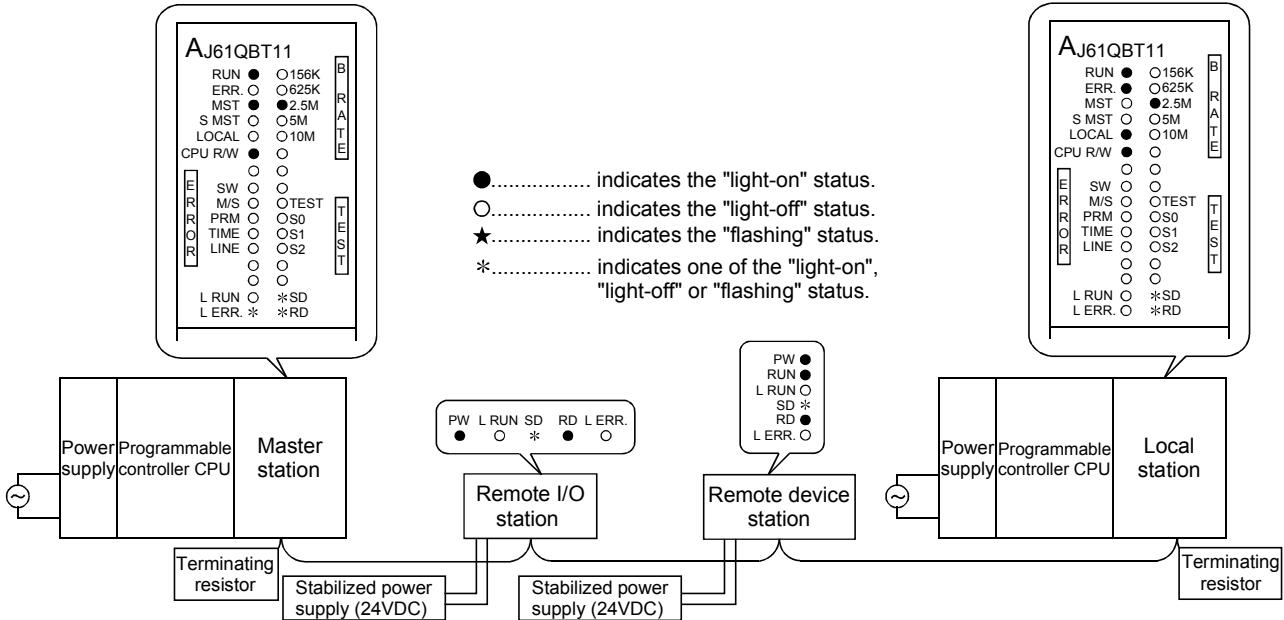 AJ61QBT11
RUN ● ○ 156K
ERR. ○ ○ 625K
MST ● ● 2.5M
S MST ○ ○ 5M
LOCAL ○ ○ 10M
CPU R/W ● ○
○ ○
SW ○ ○
M/S ○ ○ TEST
PRM ○ ○ S0
TIME ○ ○ S1
LINE ○ ○ S2
○ ○
○ ○
L RUN ○ * SD
L ERR. * * RD
B RATE
ERROR
TEST
●................. indicates the "light-on" status.
○................. indicates the "light-off" status.
★................. indicates the "flashing" status.
*................. indicates one of the "light-on",
"light-off" or "flashing" status.
AJ61QBT11
RUN ● ○ 156K
ERR. ● ○ 625K
MST ○ ● 2.5M
S MST ○ ○ 5M
LOCAL ● ○ 10M
CPU R/W ● ○
○ ○
SW ○ ○
M/S ○ ○ TEST
PRM ○ ○ S0
TIME ○ ○ S1
LINE ○ ○ S2
○ ○
○ ○
L RUN ○ * SD
L ERR. ○ * RD
B RATE
ERROR
TEST
PW L RUN SD RD L ERR.
● ○ * ● ○
PW ●
RUN ●
L RUN ○
SD *
RD ●
L ERR. ○
Power
supply
Programmable
controller CPU
Master
station
Remote I/O
station
Remote device
station
Power
supply
Programmable
controller CPU
Local
station
Terminating
resistor
Stabilized power
supply (24VDC)
Stabilized power
supply (24VDC)
Terminating
resistor